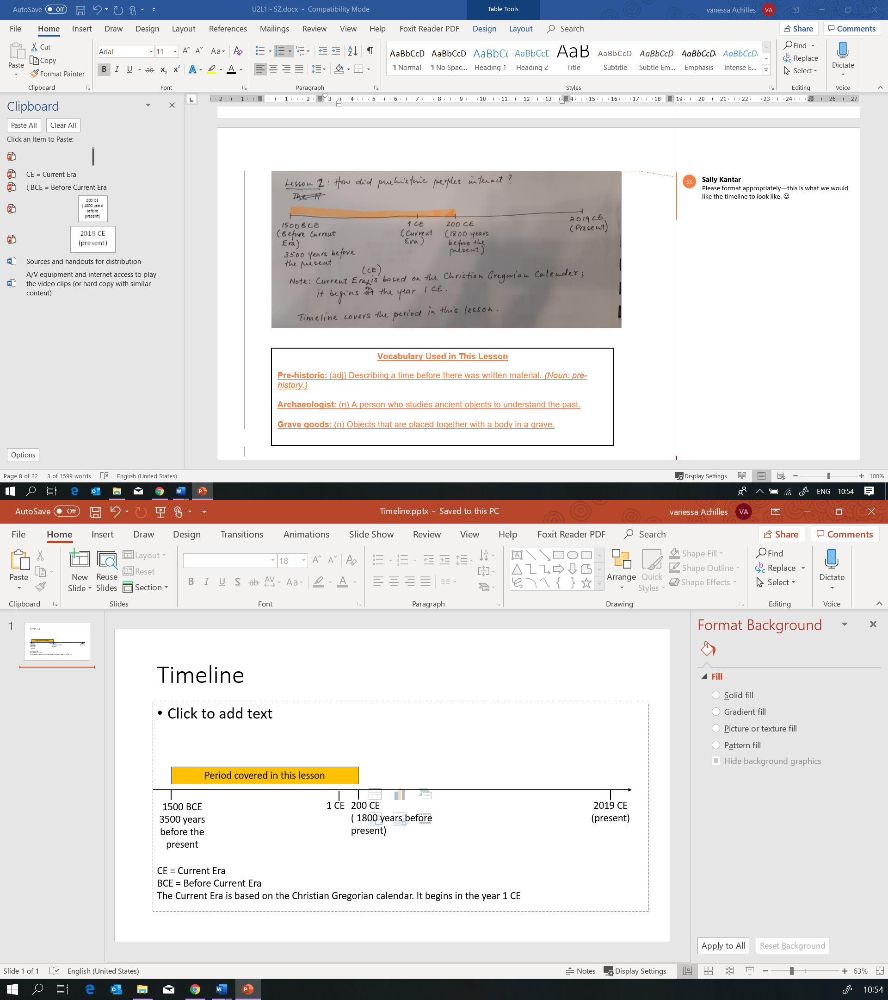 AutoSave Off
U2L1 - SZ.docx - Compatibility Mode
Table Tools
vanessa Achilles VA
File Home Insert Draw Design Layout References Mailings Review View Help Foxit Reader PDF Design Layout Search Share Comments
Paste Cut Copy Format Painter
Arial 11
AaBbCcD AaBbCcD AaBbCc AaBbCcE AaB AaBbCcD AaBbCcD AaBbCcD AaBbCcD
¶ Normal ¶ No Spac... Heading 1 Heading 2 Title Subtitle Subtle Em... Emphasis Intense E...
Find Replace Select
Dictate
Clipboard Font Paragraph Styles Editing Voice
Clipboard
Paste All Clear All
Click an Item to Paste:
CE = Current Era
( BCE = Before Current Era
200 CE
( 1800 years
before
present)
2019 CE
(present)
Sources and handouts for distribution
A/V equipment and internet access to play
the video clips (or hard copy with similar
content)
Options
Lesson 2: How did prehistoric peoples interact?
1500 BCE
(Before Current
Era)
3500 years before
the present
1 CE
(Current
Era)
200 CE
(1800 years
before the
present)
2019 CE
(Present)
(CE)
Note: Current Era is based on the Christian Gregorian Calender;
it begins in the year 1 CE.
Timeline covers the period in this lesson.
SK
Sally Kantar
Please format appropriately—this is what we would
like the timeline to look like. ☺
Vocabulary Used in This Lesson
Pre-historic: (adj) Describing a time before there was written material. (Noun: pre-
history.)
Archaeologist: (n) A person who studies ancient objects to understand the past.
Grave goods: (n) Objects that are placed together with a body in a grave.
Page 8 of 22 3 of 1599 words English (United States) Display Settings 100%
ENG 10:54
AutoSave Off
Timeline.pptx - Saved to this PC
vanessa Achilles VA
File Home Insert Draw Design Transitions Animations Slide Show Review View Help Foxit Reader PDF Search Share Comments
Paste
New
Slide
Reuse
Slides
Layout
Reset
Section
18
Arrange
Quick
Styles
Shape Fill
Shape Outline
Shape Effects
Find
Replace
Select
Dictate
Clipboard Slides Font Paragraph Drawing Editing Voice
1
Timeline
Timeline
• Click to add text
Period covered in this lesson
1500 BCE
3500 years
before the
present
1 CE
200 CE
( 1800 years before
present)
2019 CE
(present)
CE = Current Era
BCE = Before Current Era
The Current Era is based on the Christian Gregorian calendar. It begins in the year 1 CE
Format Background
Fill
Solid fill
Gradient fill
Picture or texture fill
Pattern fill
Hide background graphics
Apply to All Reset Background
Slide 1 of 1 English (United States) Notes Display Settings 63%
10:54